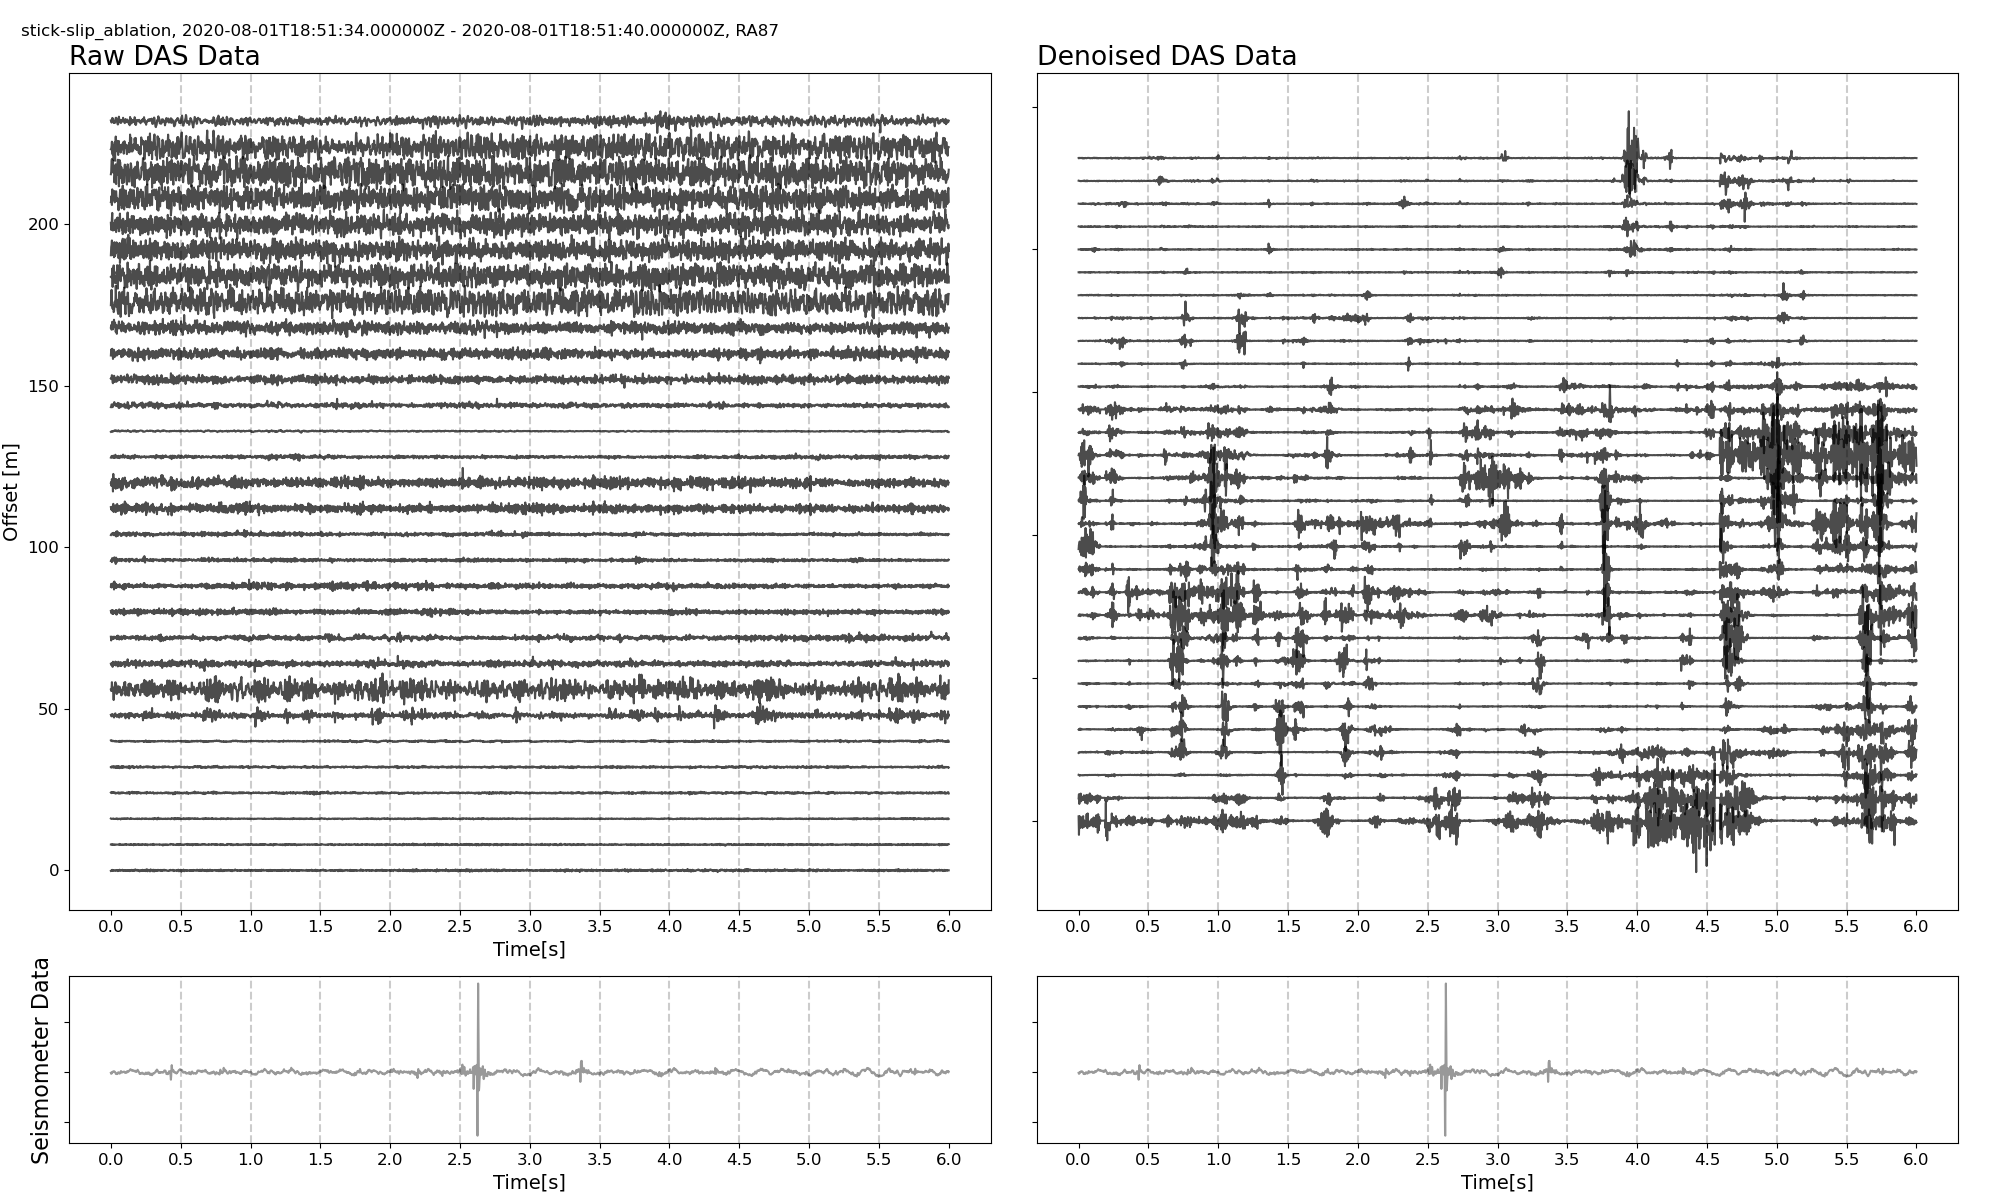 stick-slip_ablation, 2020-08-01T18:51:34.000000Z - 2020-08-01T18:51:40.000000Z, RA87
Raw DAS Data
Denoised DAS Data
Offset [m]
200
150
100
50
0
0.0 0.5 1.0 1.5 2.0 2.5 3.0 3.5 4.0 4.5 5.0 5.5 6.0
Time[s]
0.0 0.5 1.0 1.5 2.0 2.5 3.0 3.5 4.0 4.5 5.0 5.5 6.0
Seismometer Data
0.0 0.5 1.0 1.5 2.0 2.5 3.0 3.5 4.0 4.5 5.0 5.5 6.0
Time[s]
0.0 0.5 1.0 1.5 2.0 2.5 3.0 3.5 4.0 4.5 5.0 5.5 6.0
Time[s]